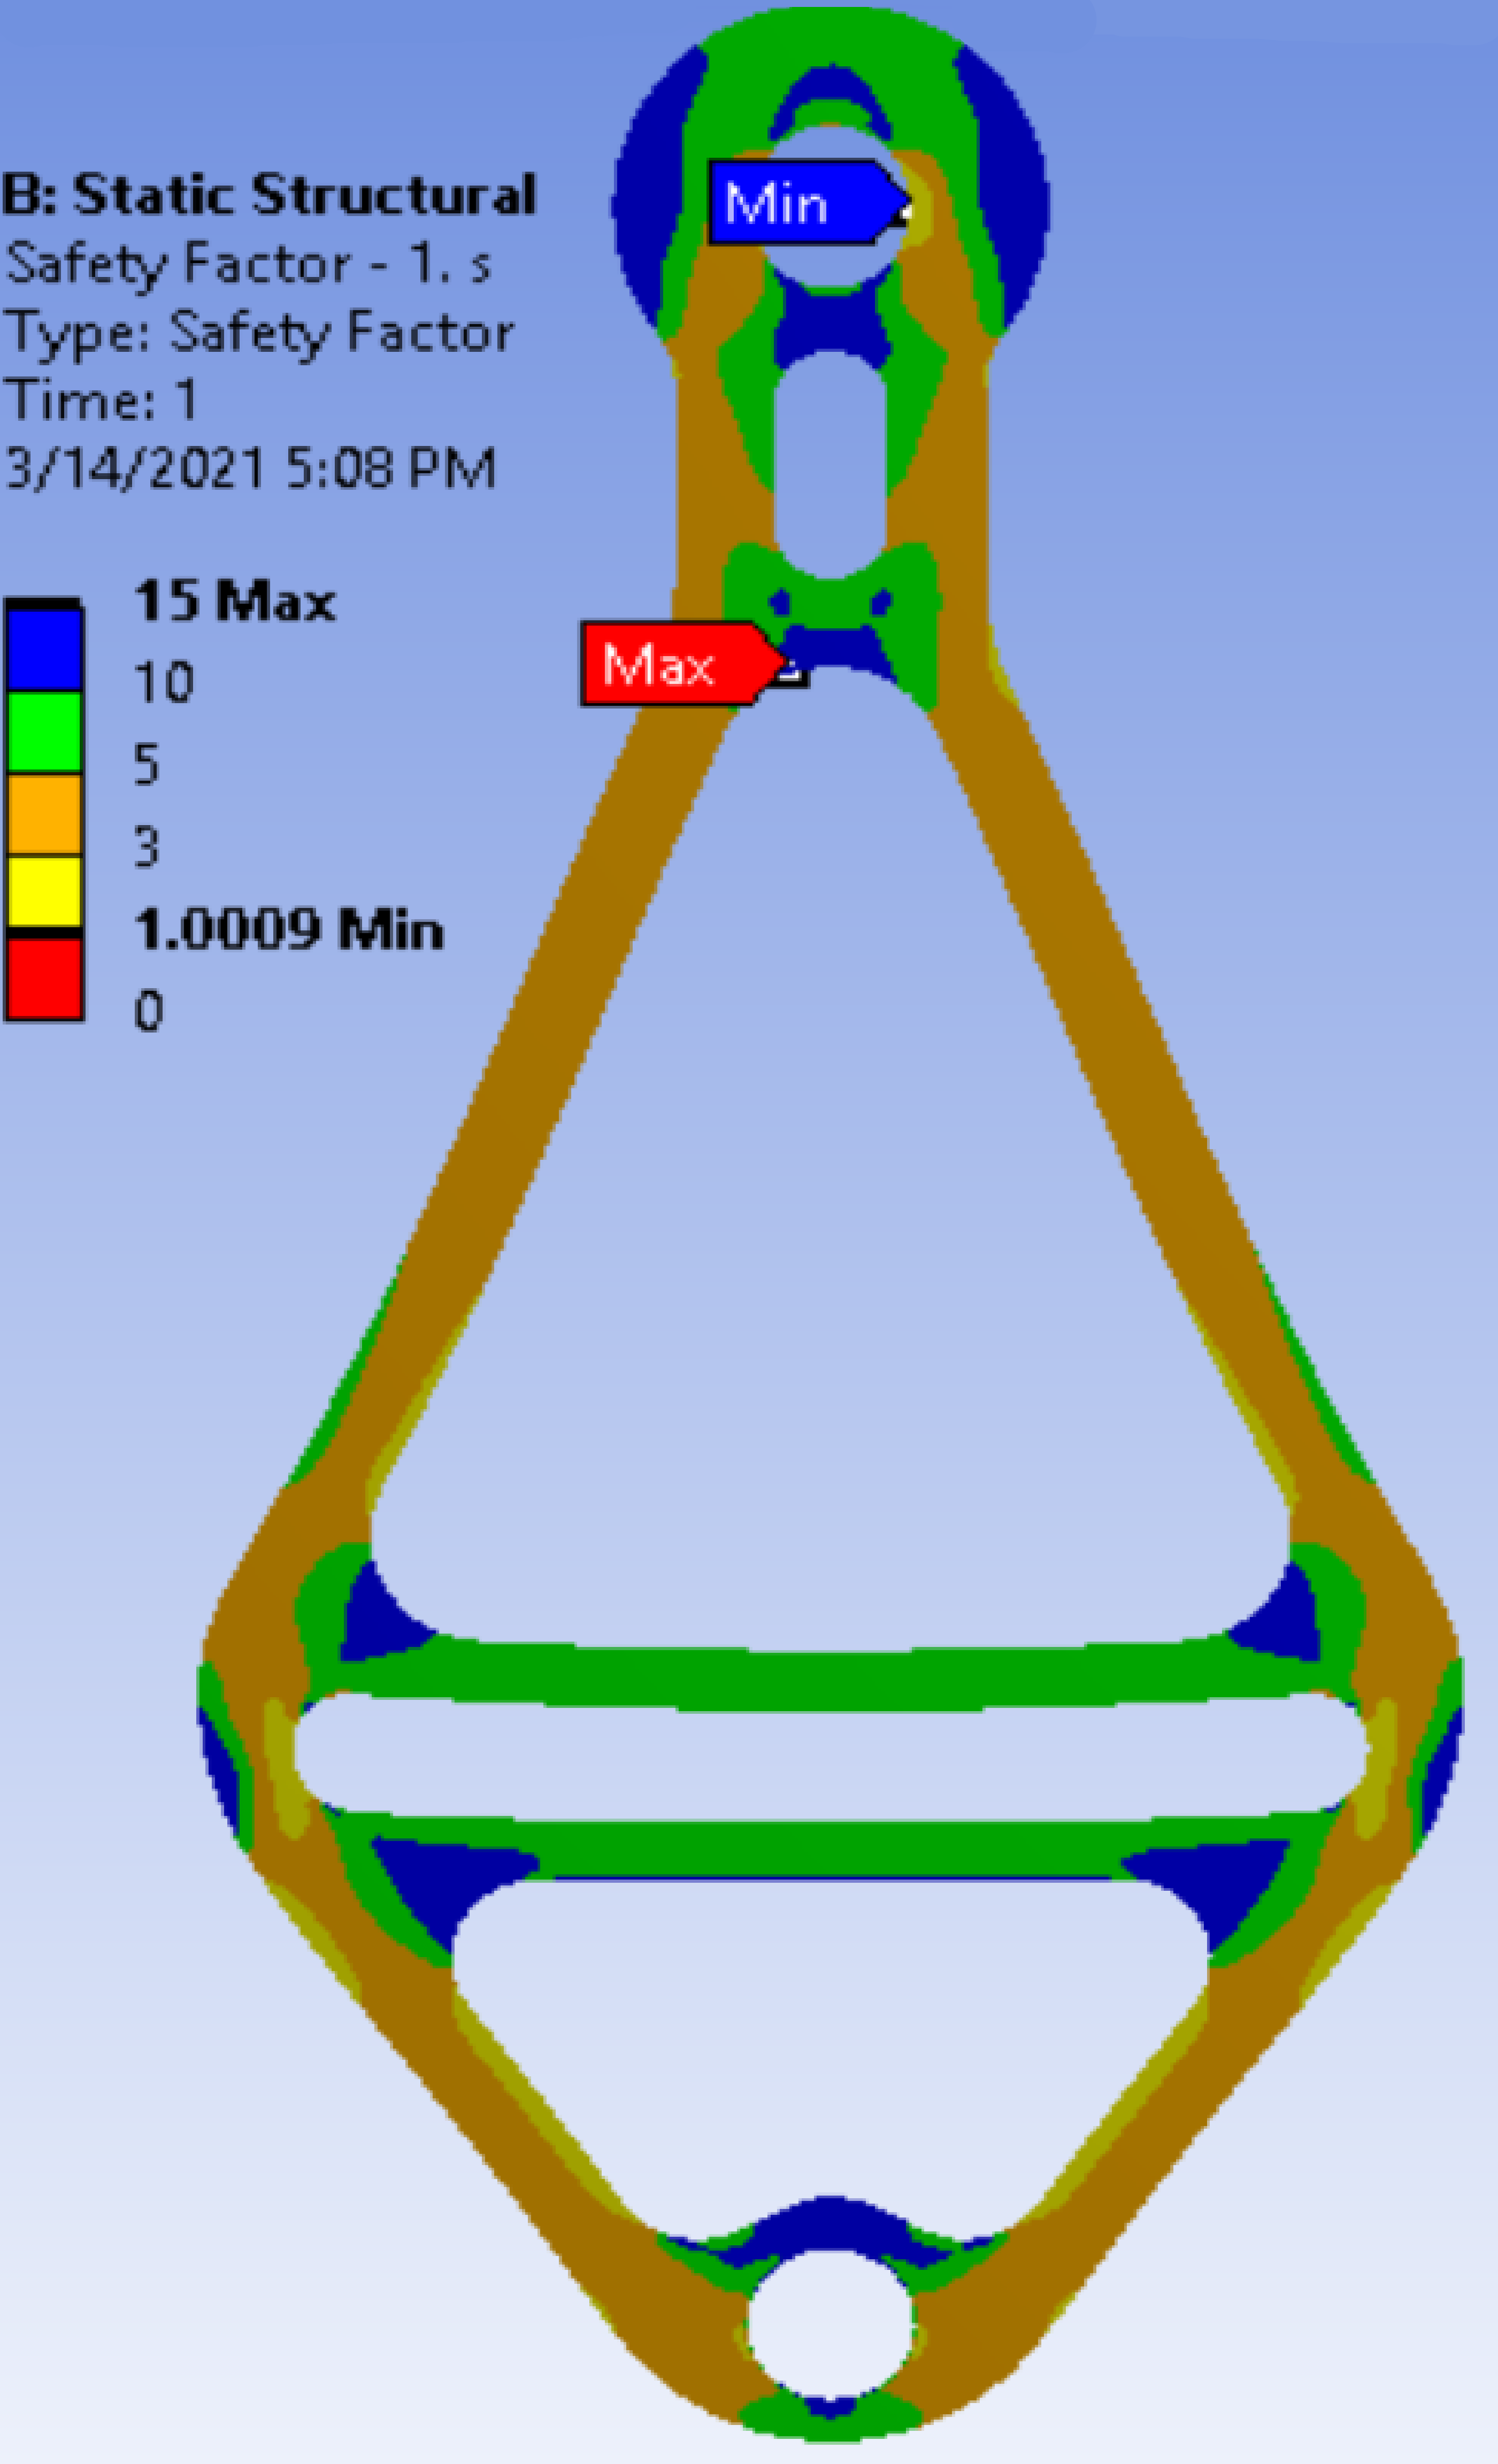 Min
B: Static Structural
Safety Factor - 1. s
Type: Safety Factor
Time: 1
3/14/2021 5:08 PM
15 Max
10
Max
5
3
1.0009 Min
0